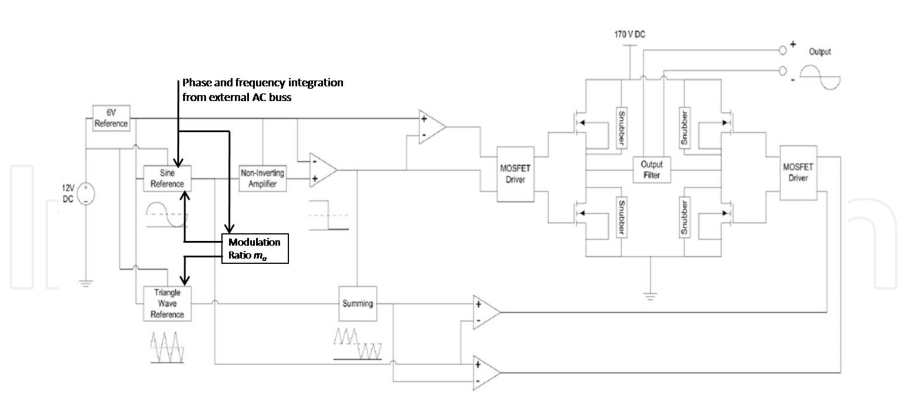 170 V DC
+
Output
-
Phase and frequency integration
from external AC buss
6V
Reference
+
-
Snubber
Snubber
12V
DC
+
-
Sine
Reference
Non-Inverting
Amplifier
-
+
MOSFET
Driver
Output
Filter
MOSFET
Driver
Snubber
Snubber
Modulation
Ratio ma
Triangle
Wave
Reference
Summing
+
-
+
-